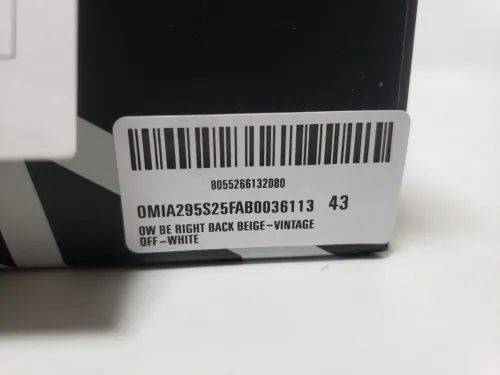 8055266132080
OMIA295S25FAB0036113 43
OW BE RIGHT BACK BEIGE-VINTAGE
OFF-WHITE